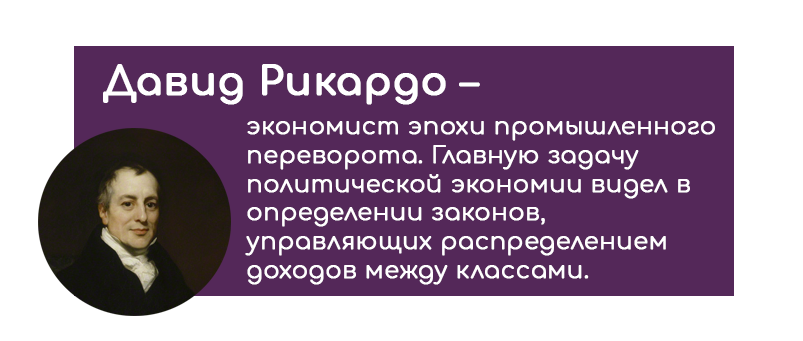 Давид Рикардо –
экономист эпохи промышленного
переворота. Главную задачу
политической экономии видел в
определении законов,
управляющих распределением
доходов между классами.